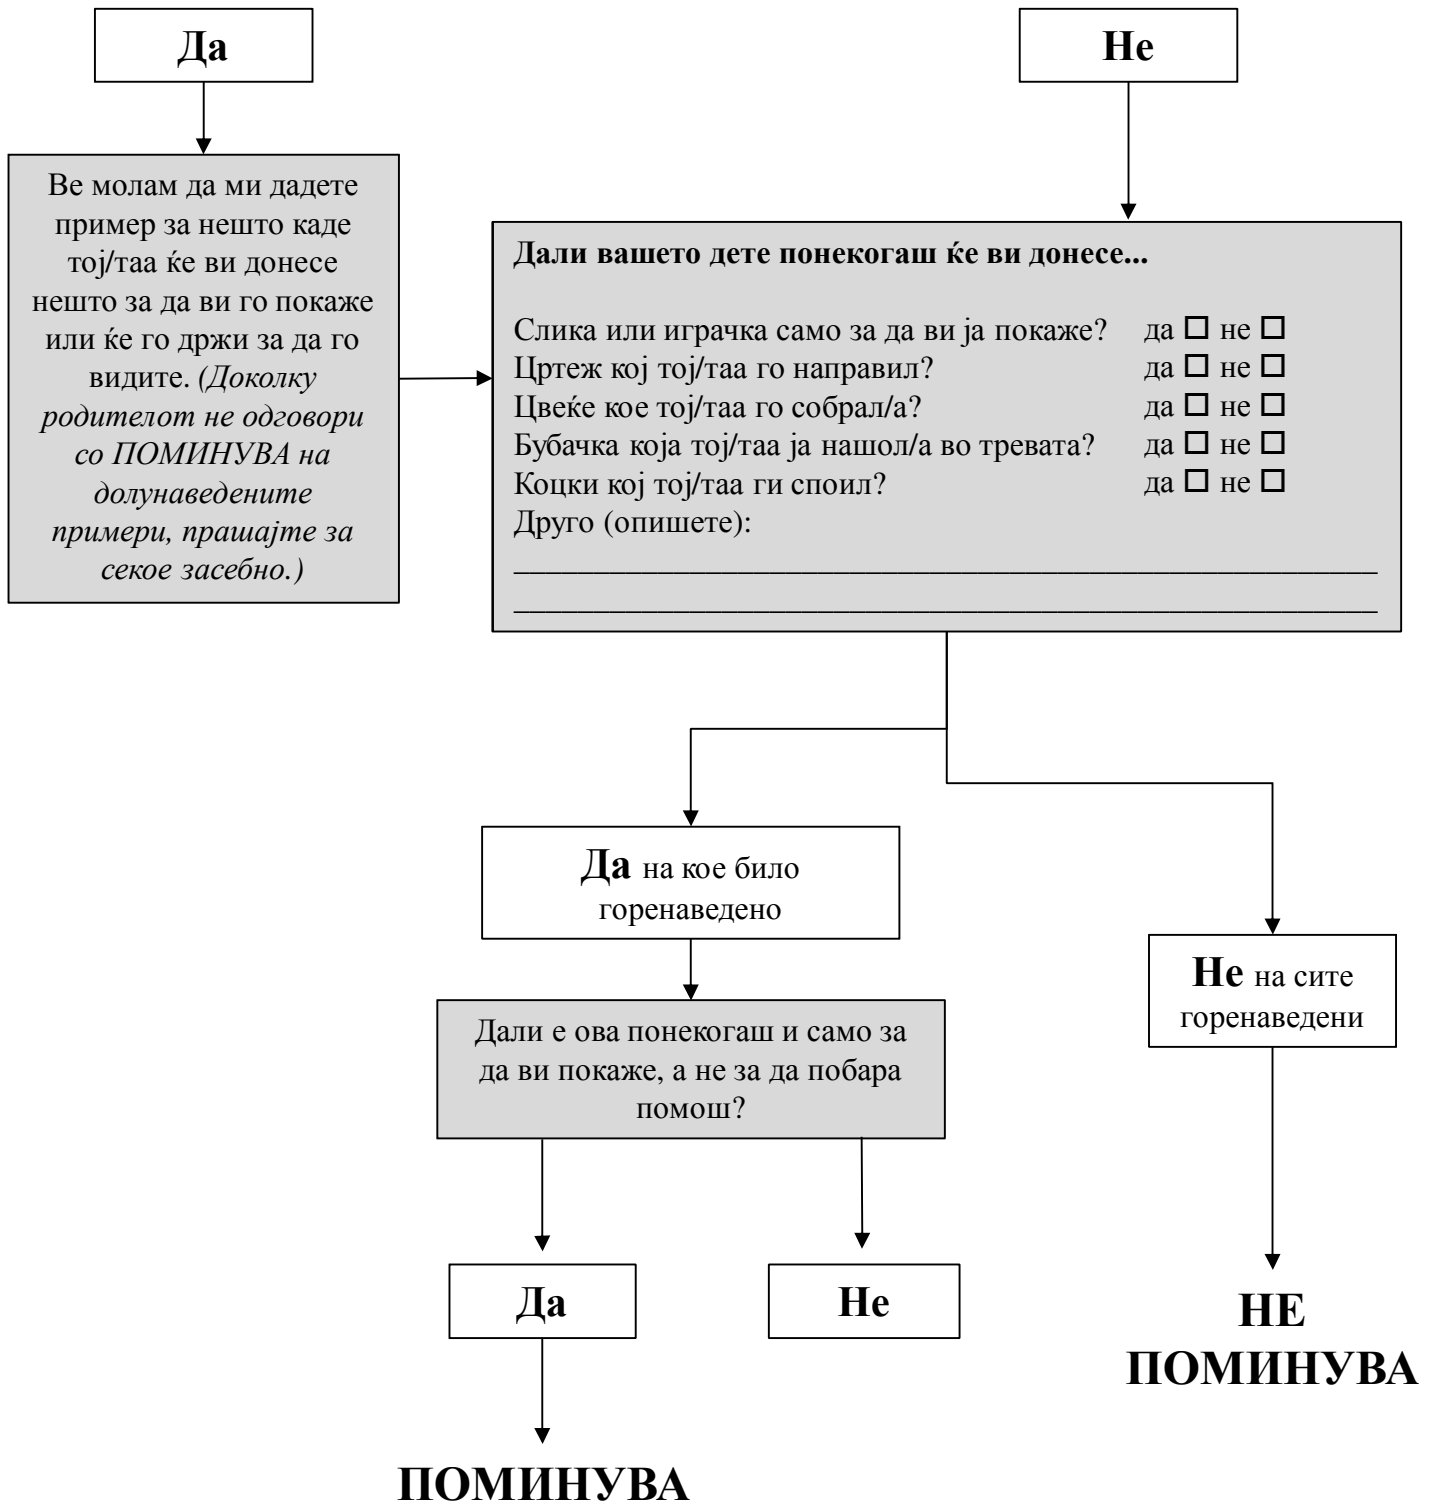 Да
Не
Ве молам да ми дадете
пример за нешто каде
тој/таа ќе ви донесе
нешто за да ви го покаже
или ќе го држи за да го
видите. (Доколку
родителот не одговори
со ПОМИНУВА на
долунаведените
примери, прашајте за
секое засебно.)
Дали вашето дете понекогаш ќе ви донесе...
Слика или играчка само за да ви ја покаже? да □ не □
Цртеж кој тој/таа го направил? да □ не □
Цвеќе кое тој/таа го собрал/а? да □ не □
Бубачка која тој/таа ја нашол/а во тревата? да □ не □
Коцки кој тој/таа ги споил? да □ не □
Друго (опишете):
Да на кое било
горенаведено
Не на сите
горенаведени
Дали е ова понекогаш и само за
да ви покаже, а не за да побара
помош?
Да
Не
НЕ
ПОМИНУВА
ПОМИНУВА